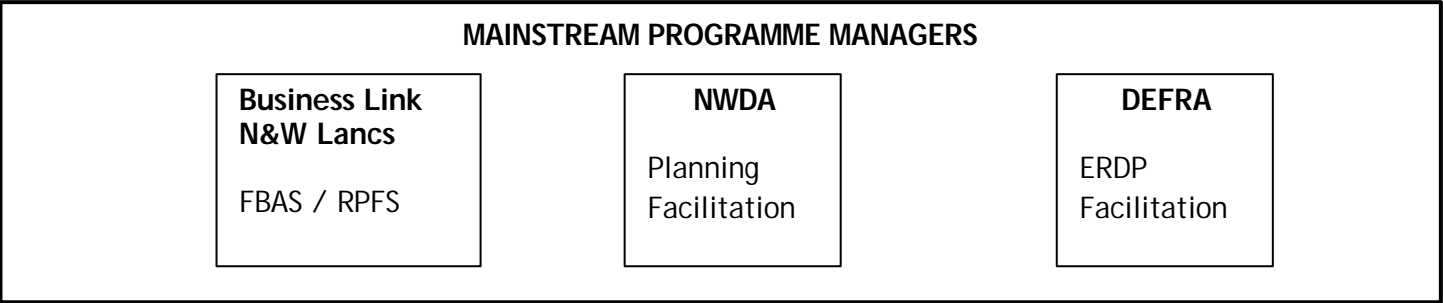 MAINSTREAM PROGRAMME MANAGERS
Business Link
N&W Lancs
FBAS / RPFS
NWDA
Planning
Facilitation
DEFRA
ERDP
Facilitation